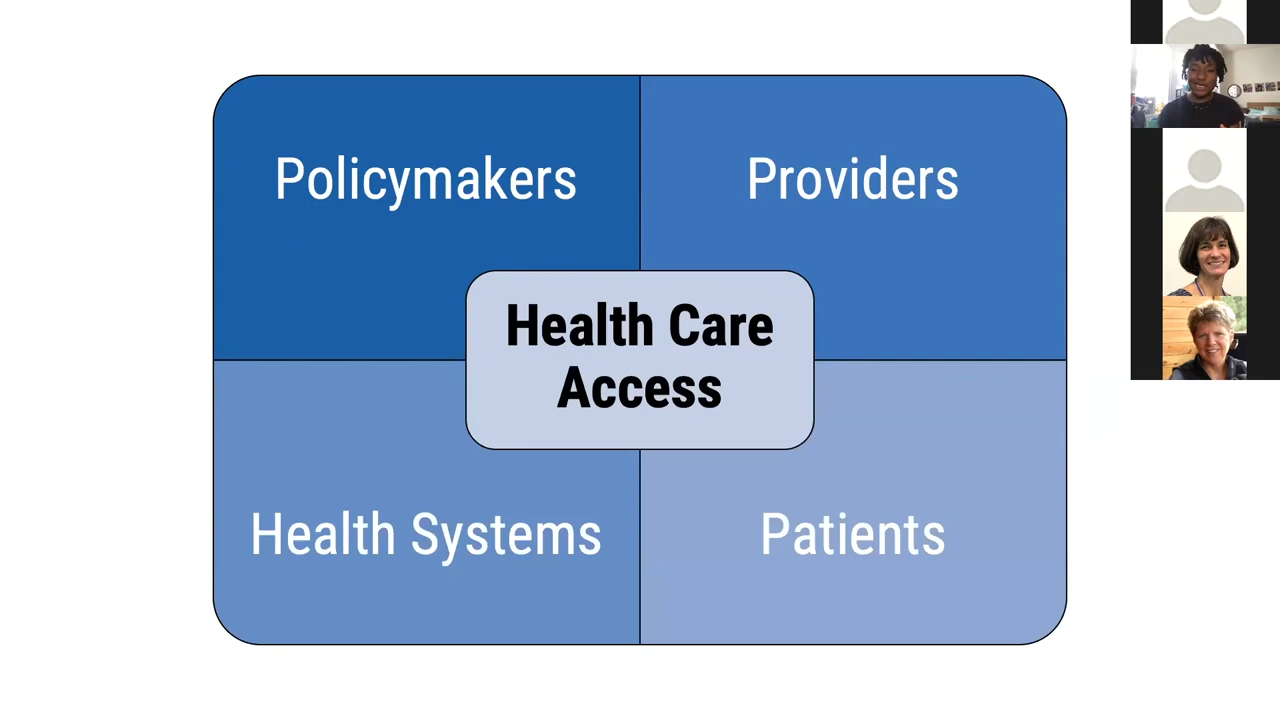 Policymakers
Providers
Health Care
Access
Health Systems
Patients